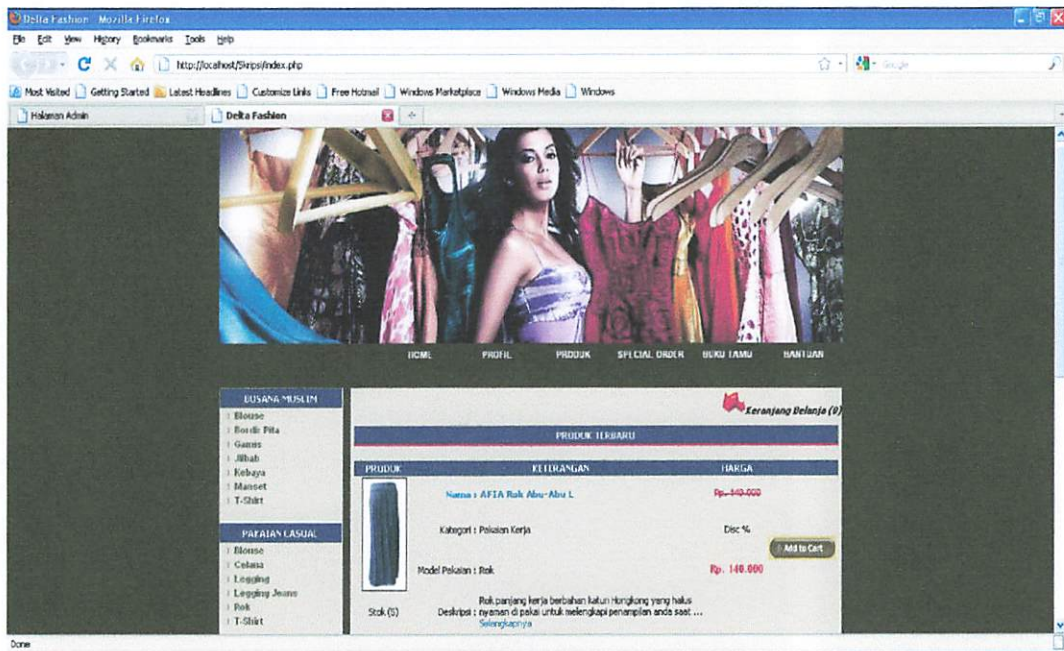 Delta Fashion - Mozilla Firefox
File Edit View History Bookmarks Tools Help
http://localhost/Skripsi/index.php
Google
Most Visited Getting Started Latest Headlines Customize Links Free Hotmail Windows Marketplace Windows Media Windows
Halaman Admin Delta Fashion
HOME PROFIL PRODUK SPECIAL ORDER BUKU TAMU BANTUAN
BUSANA MUSLIM
Blouse
Bordir Pita
Gamis
Jilbab
Kebaya
Manset
T-Shirt
PAKAIAN CASUAL
Blouse
Celana
Legging
Legging Jeans
Rok
T-Shirt
Keranjang Belanja (0)
PRODUK TERBARU
PRODUK KETERANGAN HARGA
Nama : AFIA Rok Abu-Abu L Rp. 140.000
Kategori : Pakaian Kerja Disc %
Add to Cart
Model Pakaian : Rok Rp. 140.000
Stok (5)
Deskripsi : Rok panjang kerja berbahan katun Hongkong yang halus
nyaman di pakai untuk melengkapi penampilan anda saat ...
Selengkapnya
Done